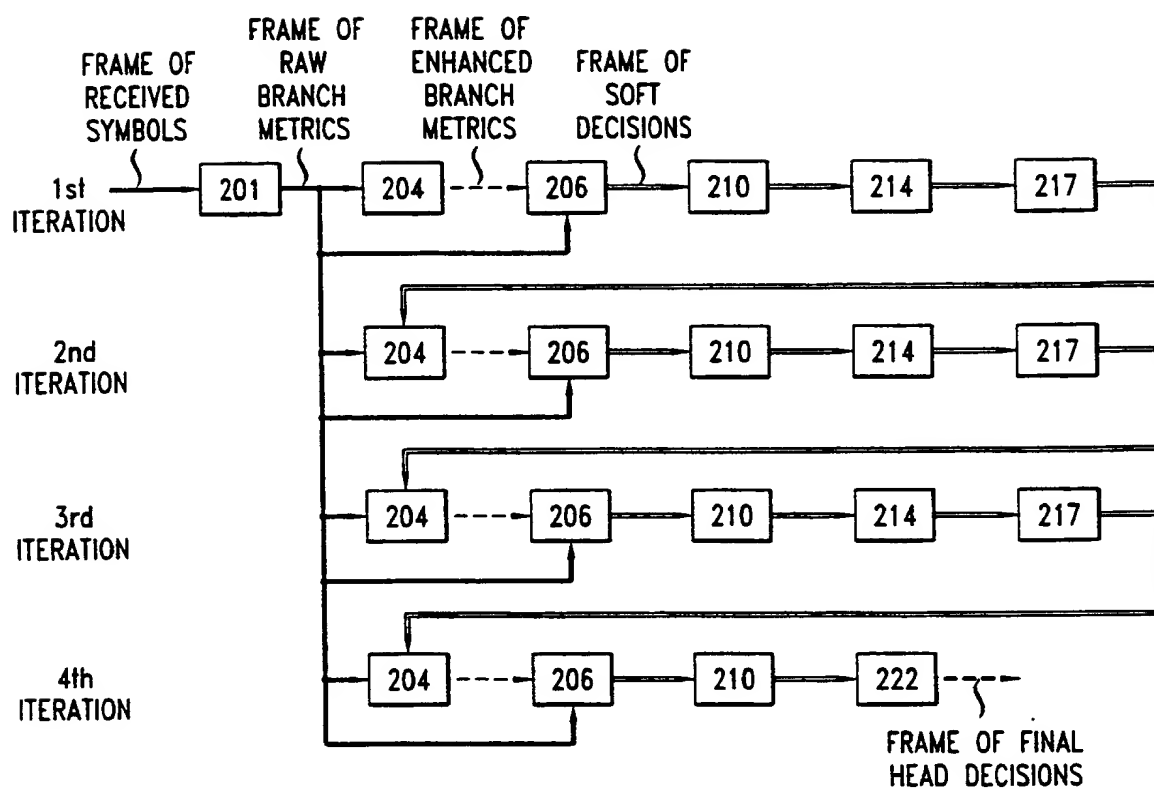 FRAME OF
RECEIVED
SYMBOLS
FRAME OF
RAW
BRANCH
METRICS
FRAME OF
ENHANCED
BRANCH
METRICS
FRAME OF
SOFT
DECISIONS
1st
ITERATION
201
204
206
210
214
217
2nd
ITERATION
204
206
210
214
217
3rd
ITERATION
204
206
210
214
217
4th
ITERATION
204
206
210
222
FRAME OF FINAL
HEAD DECISIONS